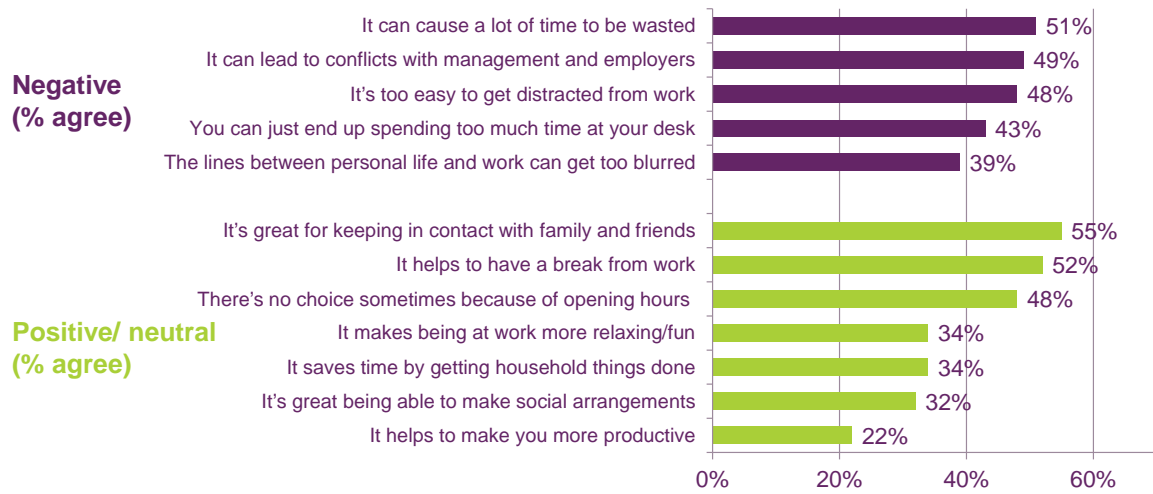 Negative
(% agree)
It can cause a lot of time to be wasted 51%
It can lead to conflicts with management and employers 49%
It’s too easy to get distracted from work 48%
You can just end up spending too much time at your desk 43%
The lines between personal life and work can get too blurred 39%
Positive/ neutral
(% agree)
It’s great for keeping in contact with family and friends 55%
It helps to have a break from work 52%
There’s no choice sometimes because of opening hours 48%
It makes being at work more relaxing/fun 34%
It saves time by getting household things done 34%
It’s great being able to make social arrangements 32%
It helps to make you more productive 22%
0% 20% 40% 60%